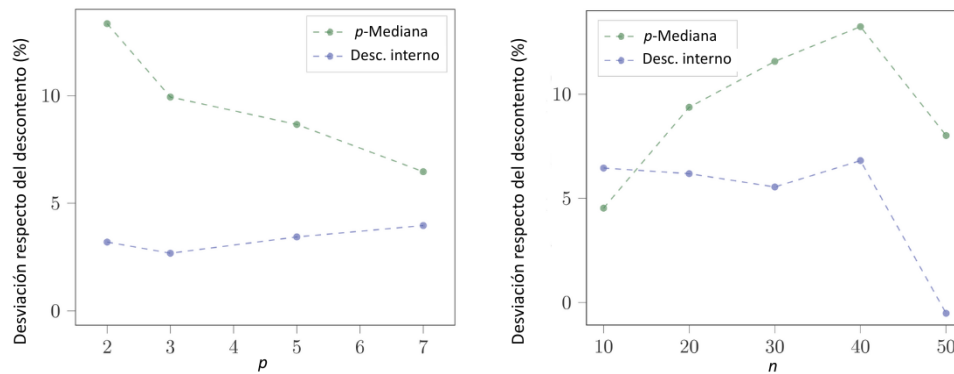 Desviación respecto del descontento (%)
10
5
0
p-Mediana
Desc. interno
2 3 4 5 6 7
p
Desviación respecto del descontento (%)
10
5
0
p-Mediana
Desc. interno
10 20 30 40 50
n